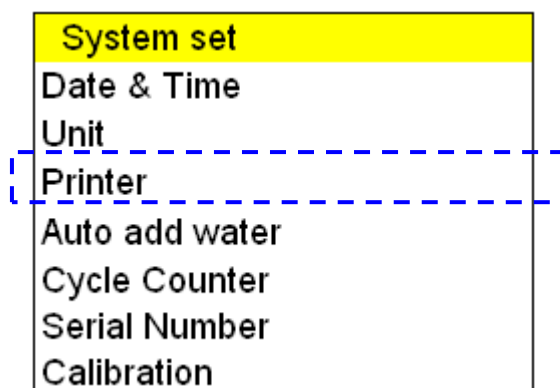 System set
Date & Time
Unit
Printer
Auto add water
Cycle Counter
Serial Number
Calibration